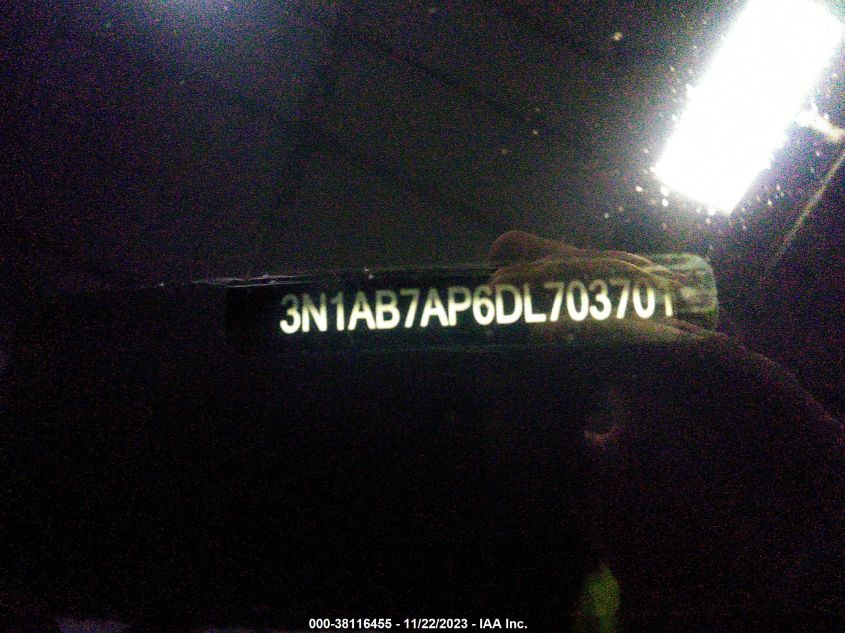 3N1AB7AP6DL703701
000-38116455 - 11/22/2023 - IAA Inc.